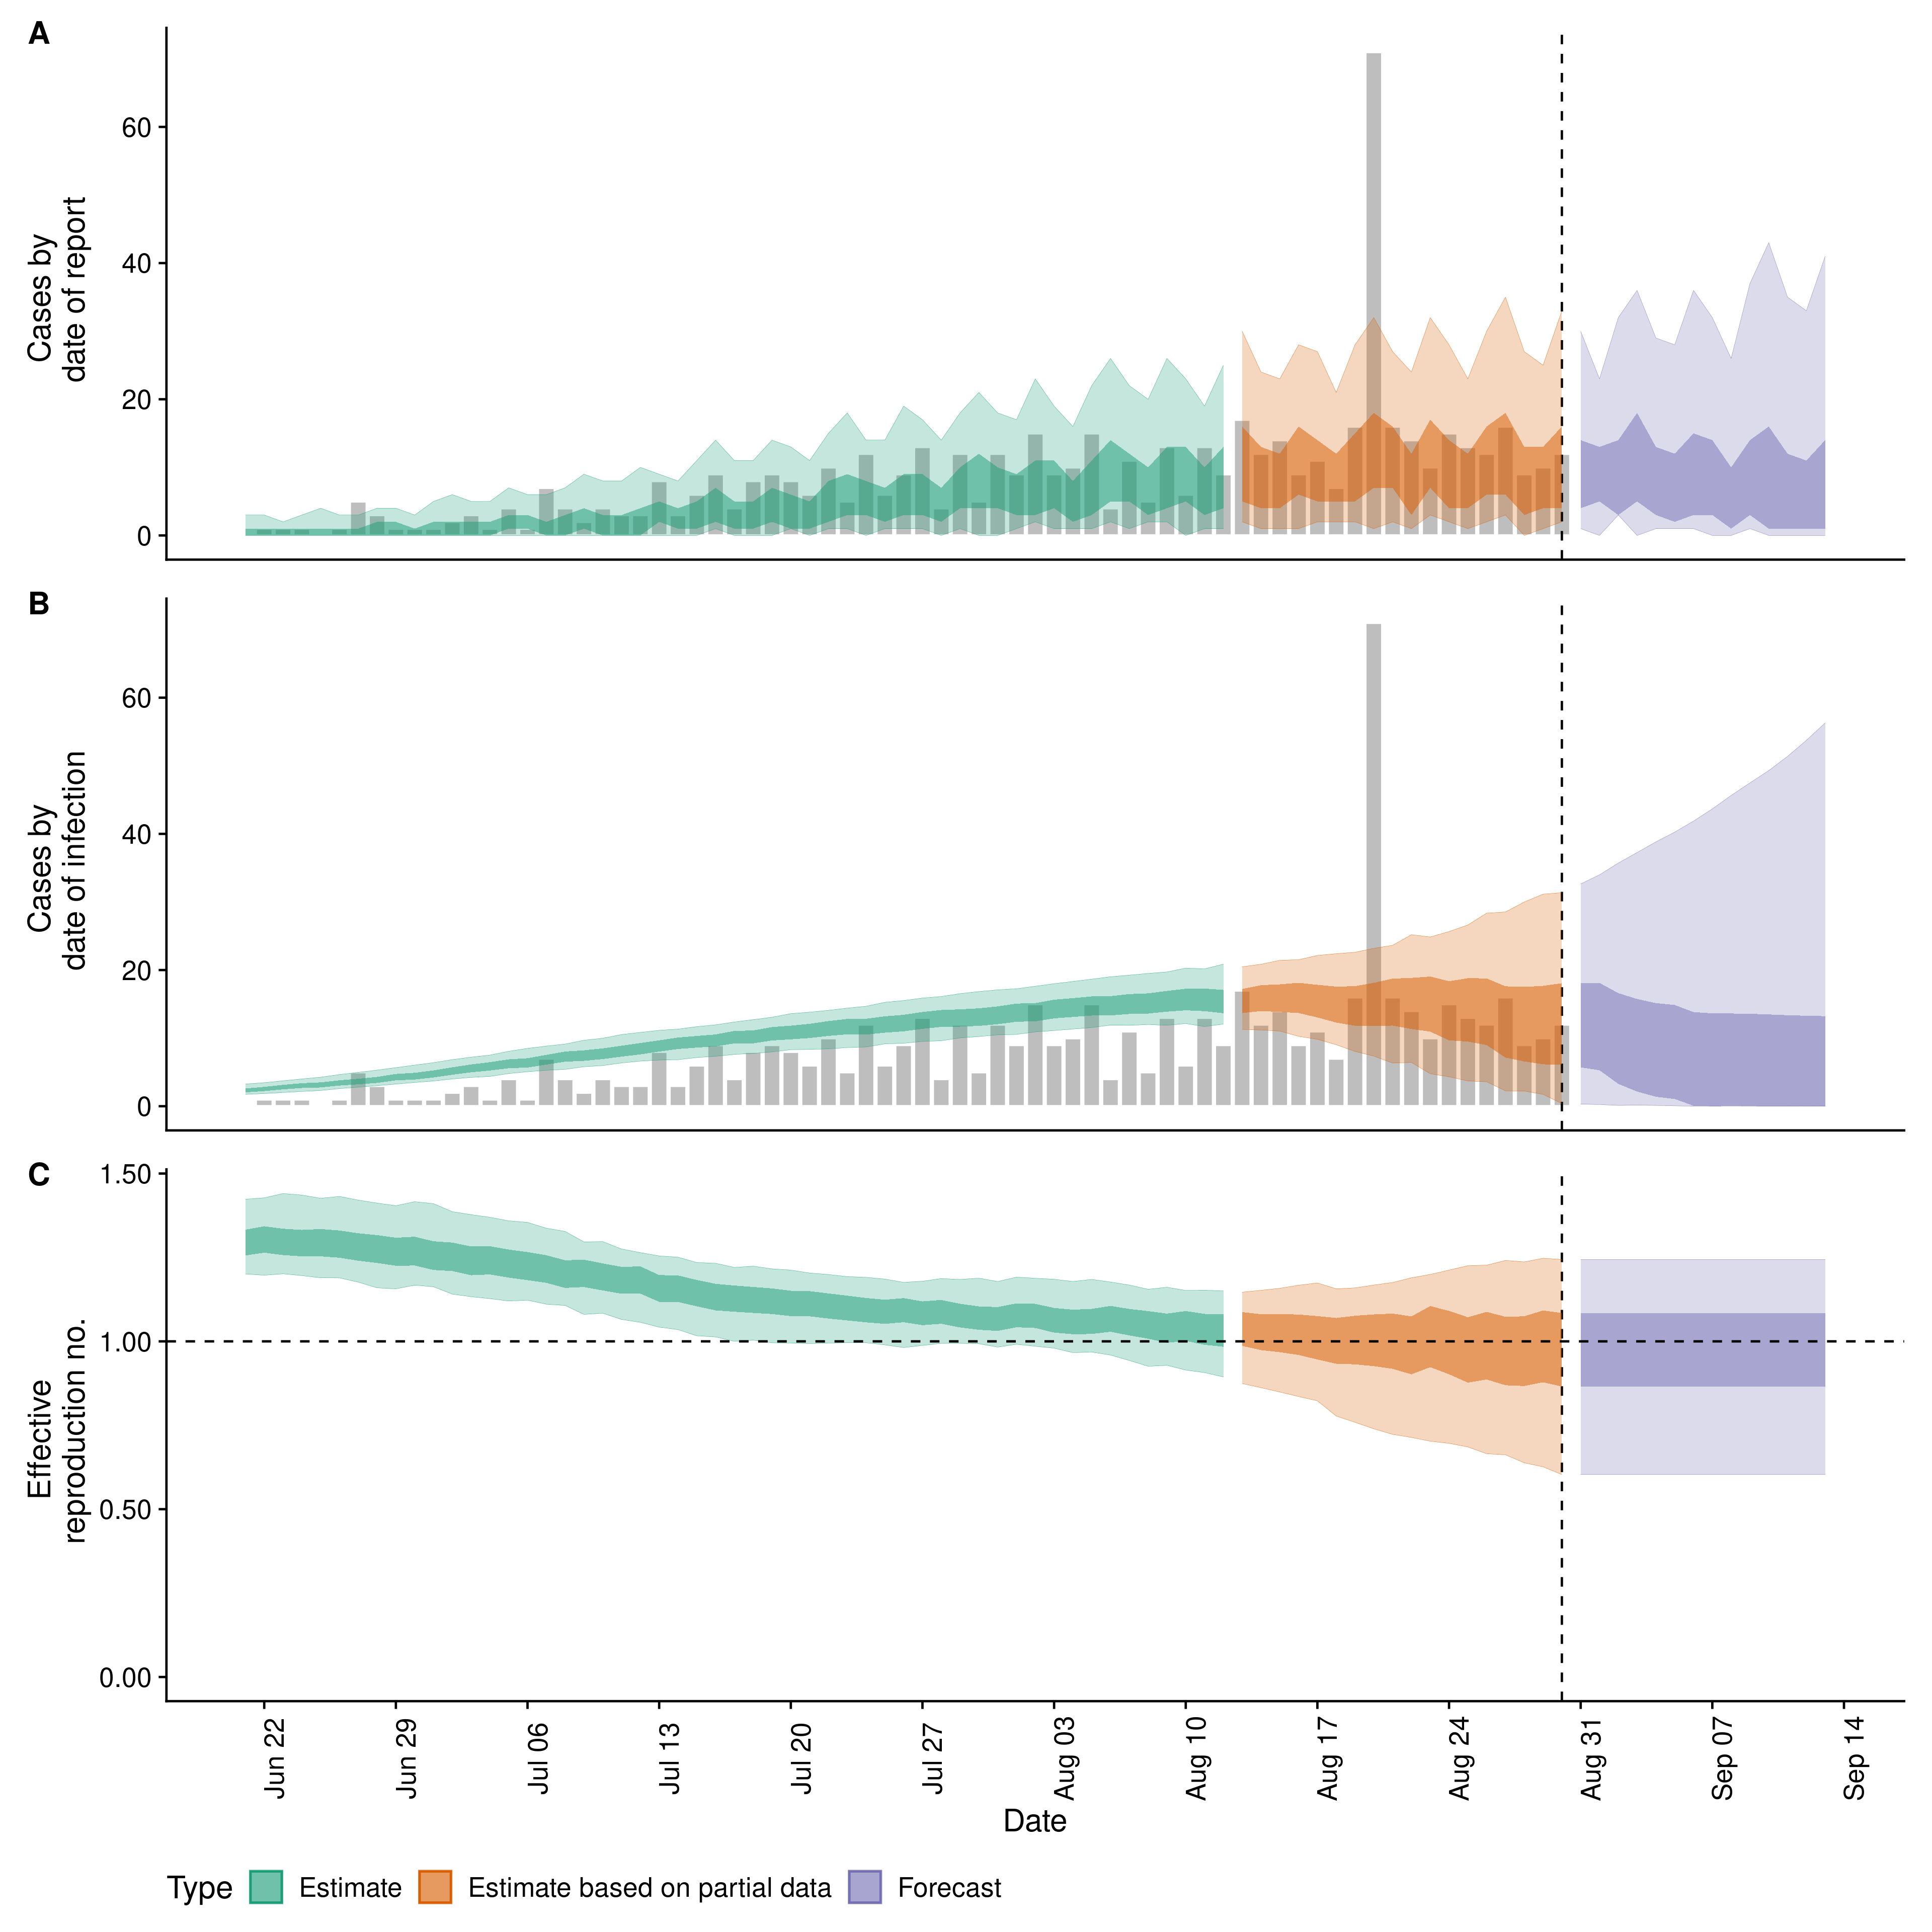 A
Cases by
date of report
60
40
20
0
B
Cases by
date of infection
60
40
20
0
C
Effective
reproduction no.
1.50
1.00
0.50
0.00
Jun 22
Jun 29
Jul 06
Jul 13
Jul 20
Jul 27
Aug 03
Aug 10
Aug 17
Aug 24
Aug 31
Sep 07
Sep 14
Date
Type Estimate Estimate based on partial data Forecast